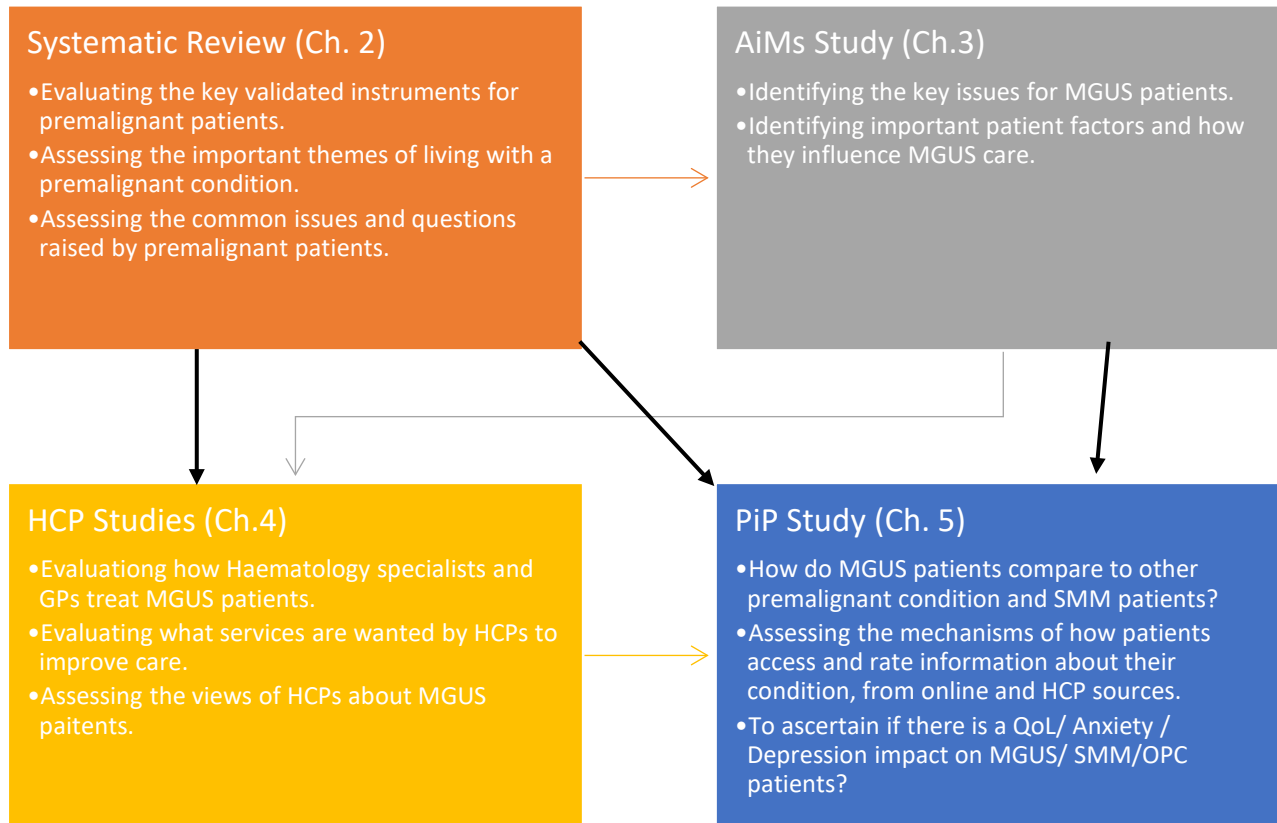 Systematic Review (Ch. 2)
•Evaluating the key validated instruments for
premalignant patients.
•Assessing the important themes of living with a
premalignant condition.
•Assessing the common issues and questions
raised by premalignant patients.
AiMs Study (Ch.3)
•Identifying the key issues for MGUS patients.
•Identifying important patient factors and how
they influence MGUS care.
HCP Studies (Ch.4)
•Evaluationg how Haematology specialists and
GPs treat MGUS patients.
•Evaluating what services are wanted by HCPs to
improve care.
•Assessing the views of HCPs about MGUS
paitents.
PiP Study (Ch. 5)
•How do MGUS patients compare to other
premalignant condition and SMM patients?
•Assessing the mechanisms of how patients
access and rate information about their
condition, from online and HCP sources.
•To ascertain if there is a QoL/ Anxiety /
Depression impact on MGUS/ SMM/OPC
patients?